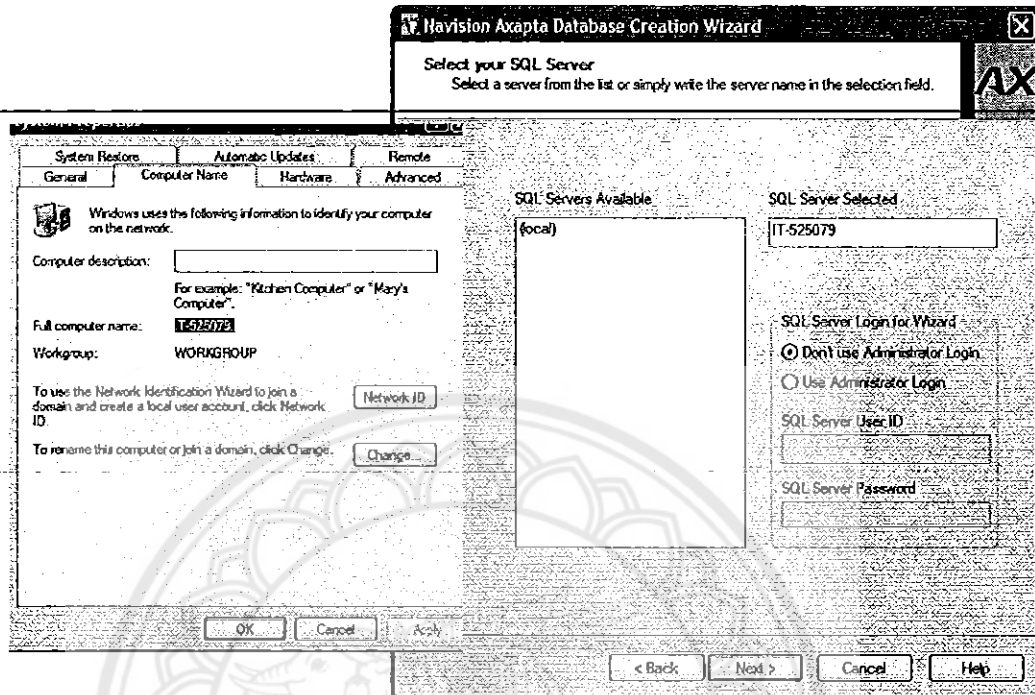 Navision Axapta Database Creation Wizard
Select your SQL Server
Select a server from the list or simply write the server name in the selection field.
AX
System Restore
Automatic Updates
Remote
General
Computer Name
Hardware
Advanced
Windows uses the following information to identify your computer
on the network.
Computer description:
For example: "Kitchen Computer" or "Mary's
Computer".
Full computer name:
IT-525079
Workgroup:
WORKGROUP
To use the Network Identification Wizard to join a
domain and create a local user account, click Network
ID.
Network ID
To rename this computer or join a domain, click Change.
Change...
OK
Cancel
Apply
SQL Servers Available
(local)
SQL Server Selected
IT-525079
SQL Server Login for Wizard
Don't use Administrator Login
Use Administrator Login
SQL Server User ID
SQL Server Password
< Back
Next >
Cancel
Help